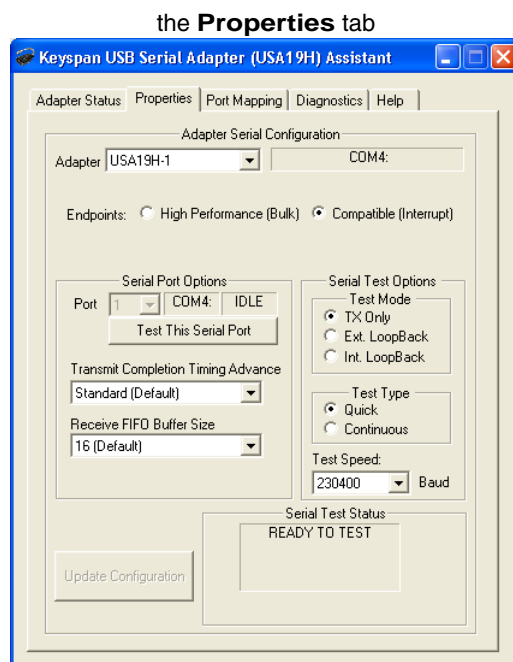 the Properties tab
Keyspan USB Serial Adapter (USA19H) Assistant
Adapter Status Properties Port Mapping Diagnostics Help
Adapter Serial Configuration
Adapter USA19H-1 COM4:
Endpoints: High Performance (Bulk) Compatible (Interrupt)
Serial Port Options
Port 1 COM4: IDLE
Test This Serial Port
Transmit Completion Timing Advance
Standard (Default)
Receive FIFO Buffer Size
16 (Default)
Serial Test Options
Test Mode
TX Only
Ext. LoopBack
Int. LoopBack
Test Type
Quick
Continuous
Test Speed:
230400 Baud
Serial Test Status
READY TO TEST
Update Configuration